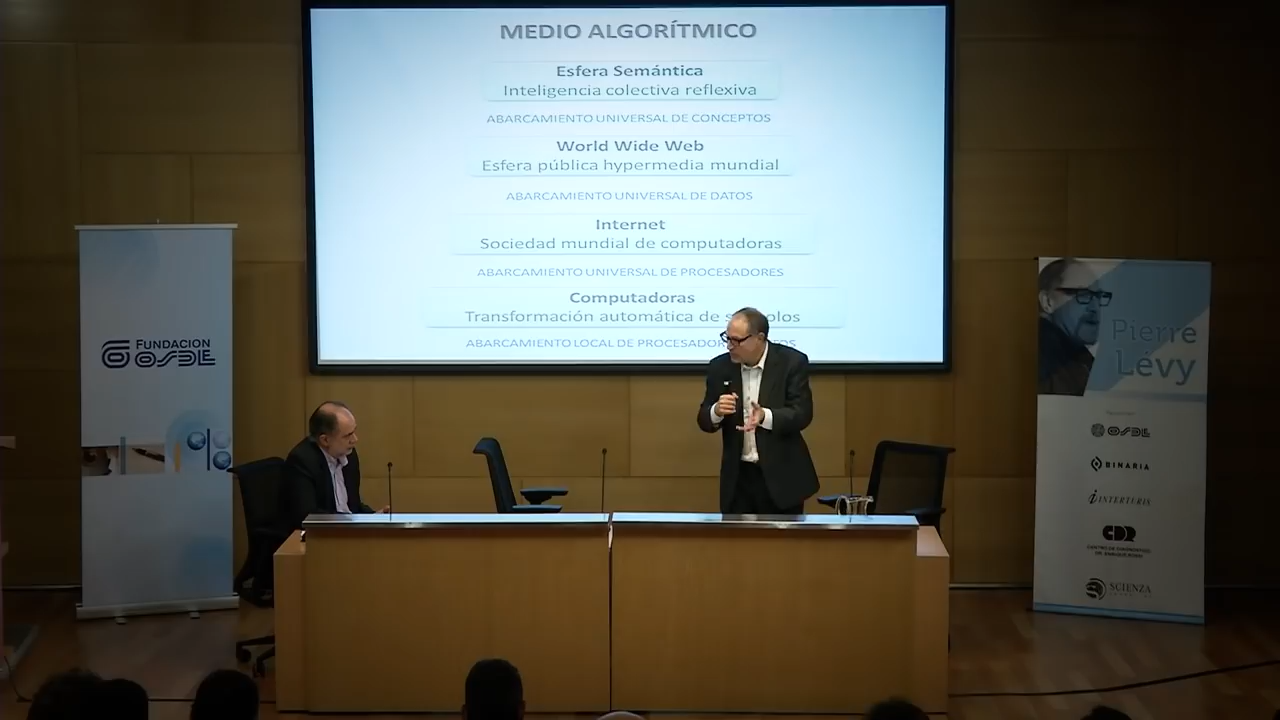 MEDIO ALGORÍTMICO
Esfera Semántica
Inteligencia colectiva reflexiva
ABARCAMIENTO UNIVERSAL DE CONCEPTOS
World Wide Web
Esfera pública hypermedia mundial
ABARCAMIENTO UNIVERSAL DE DATOS
Internet
Sociedad mundial de computadoras
ABARCAMIENTO UNIVERSAL DE PROCESADORES
Computadoras
Transformación automática de
ABARCAMIENTO LOCAL DE
FUNDACION
OSDE
Pierre
Lévy
OSDE
BINARIA
INTERTURIS
CDR
SCIENZA